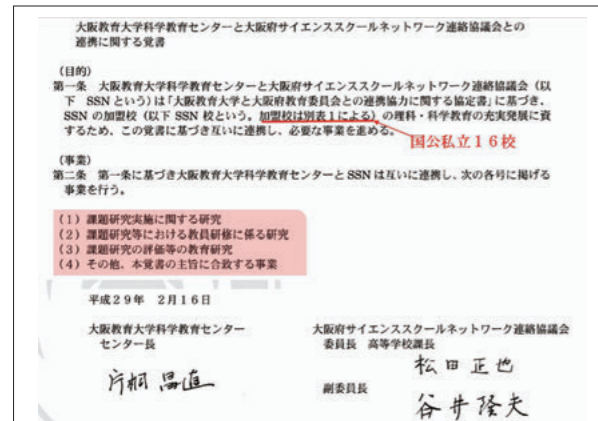 大阪教育大学科学教育センターと大阪府サイエンススクールネットワーク連絡協議会との
連携に関する覚書
(目的)
第一条 大阪教育大学科学教育センターと大阪府サイエンススクールネットワーク連絡協議会（以
下 SSN という）は「大阪教育大学と大阪府教育委員会との連携協力に関する協定書」に基づき、
SSN の加盟校（以下 SSN 校という。加盟校は別表１による）の理科・科学教育の充実発展に資
するため、この覚書に基づき互いに連携し、必要な事業を進める。
国公私立１６校
(事業)
第二条 第一条に基づき大阪教育大学科学教育センターと SSN は互いに連携し、次の各号に掲げる
事業を行う。
(１) 課題研究実施に関する研究
(２) 課題研究等における教員研修に係る研究
(３) 課題研究の評価等の教育研究
(４) その他、本覚書の主旨に合致する事業
平成２９年 ２月１６日
大阪教育大学科学教育センター
センター長
片桐 昌直
大阪府サイエンススクールネットワーク連絡協議会
委員長 高等学校課長
松田 正也
副委員長
谷井 隆夫